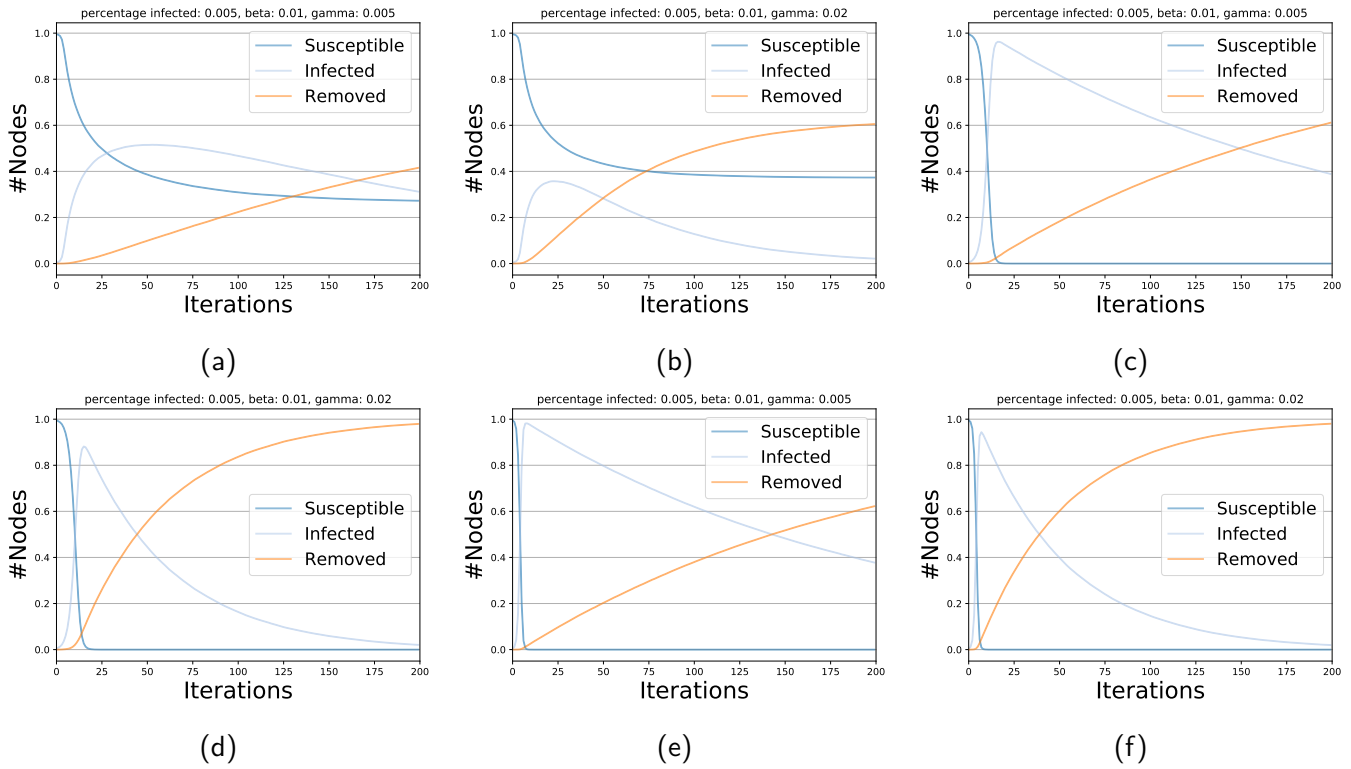 percentage infected: 0.005, beta: 0.01, gamma: 0.005
#Nodes
1.0
0.8
0.6
0.4
0.2
0.0
Susceptible
Infected
Removed
0 25 50 75 100 125 150 175 200
Iterations
(a)
percentage infected: 0.005, beta: 0.01, gamma: 0.02
#Nodes
1.0
0.8
0.6
0.4
0.2
0.0
Susceptible
Infected
Removed
0 25 50 75 100 125 150 175 200
Iterations
(b)
percentage infected: 0.005, beta: 0.01, gamma: 0.005
#Nodes
1.0
0.8
0.6
0.4
0.2
0.0
Susceptible
Infected
Removed
0 25 50 75 100 125 150 175 200
Iterations
(c)
percentage infected: 0.005, beta: 0.01, gamma: 0.02
#Nodes
1.0
0.8
0.6
0.4
0.2
0.0
Susceptible
Infected
Removed
0 25 50 75 100 125 150 175 200
Iterations
(d)
percentage infected: 0.005, beta: 0.01, gamma: 0.005
#Nodes
1.0
0.8
0.6
0.4
0.2
0.0
Susceptible
Infected
Removed
0 25 50 75 100 125 150 175 200
Iterations
(e)
percentage infected: 0.005, beta: 0.01, gamma: 0.02
#Nodes
1.0
0.8
0.6
0.4
0.2
0.0
Susceptible
Infected
Removed
0 25 50 75 100 125 150 175 200
Iterations
(f)